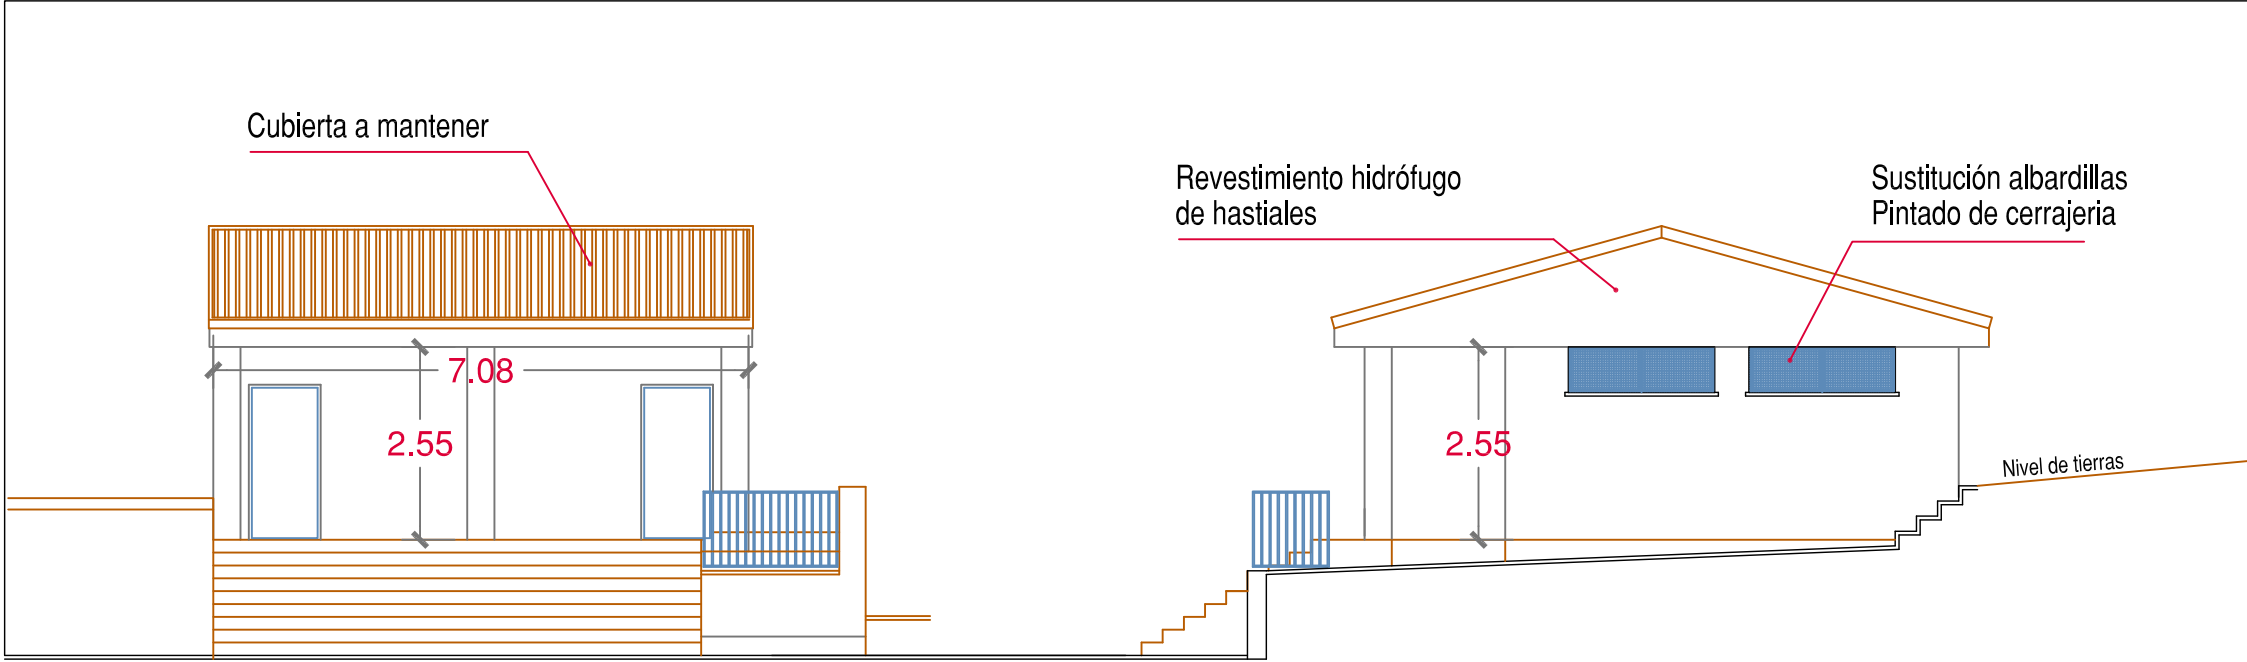 Cubierta a mantener
7.08
2.55
Revestimiento hidrófugo
de hastiales
Sustitución albardillas
Pintado de cerrajeria
2.55
Nivel de tierras